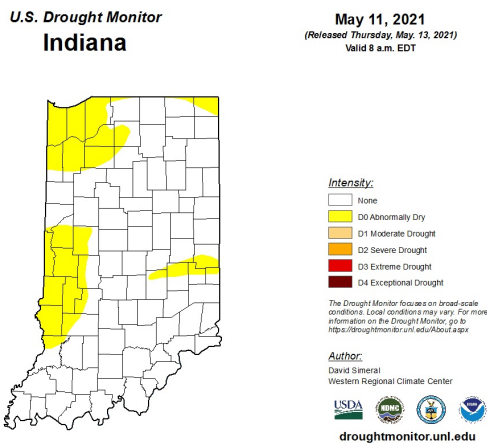 U.S. Drought Monitor
Indiana
May 11, 2021
(Released Thursday, May. 13, 2021)
Valid 8 a.m. EDT
Intensity:
None
D0 Abnormally Dry
D1 Moderate Drought
D2 Severe Drought
D3 Extreme Drought
D4 Exceptional Drought
The Drought Monitor focuses on broad-scale
conditions. Local conditions may vary. For more
information on the Drought Monitor, go to
https://droughtmonitor.unl.edu/About.aspx
Author:
David Simeral
Western Regional Climate Center
USDA
NDMC
NOAA
droughtmonitor.unl.edu